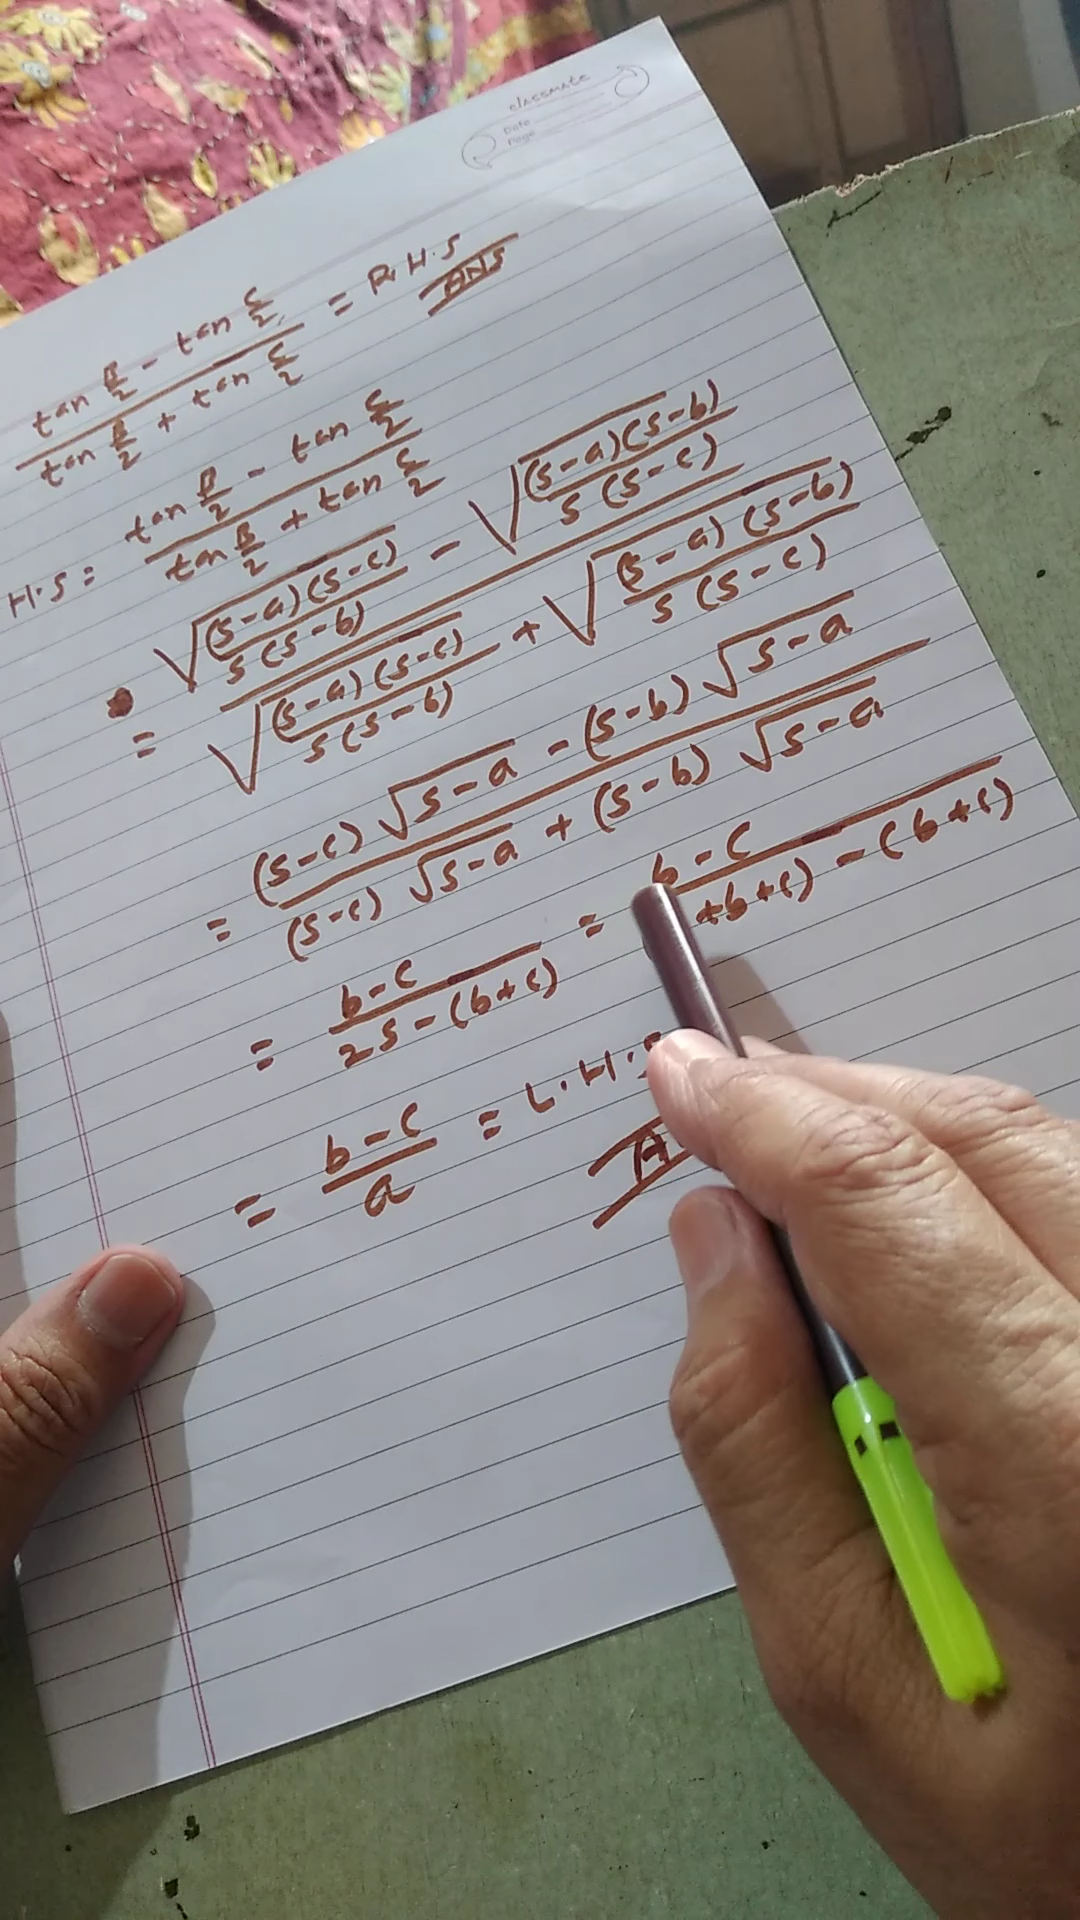 classmate
Date
Page
(tan B/2 - tan C/2) / (tan B/2 + tan C/2) = R.H.S
ANS
H.S = (tan B/2 - tan C/2) / (tan B/2 + tan C/2)
= (√((s-a)(s-c) / s(s-b)) - √((s-a)(s-b) / s(s-c))) / (√((s-a)(s-c) / s(s-b)) + √((s-a)(s-b) / s(s-c)))
= ((s-c)√(s-a) - (s-b)√(s-a)) / ((s-c)√(s-a) + (s-b)√(s-a))
= (b-c) / (2s-(b+c)) = (b-c) / (+b+c)-(b+c)
= (b-c) / a = L.H.S